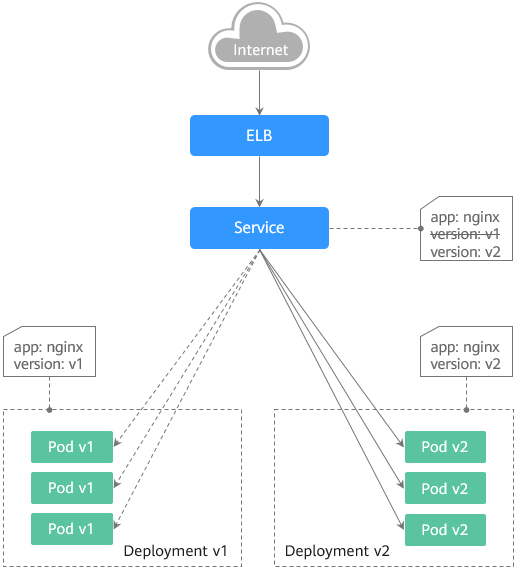 Internet
ELB
Service
app: nginx
version: v1
version: v2
app: nginx
version: v1
app: nginx
version: v2
Pod v1
Pod v1
Pod v1
Deployment v1
Pod v2
Pod v2
Pod v2
Deployment v2